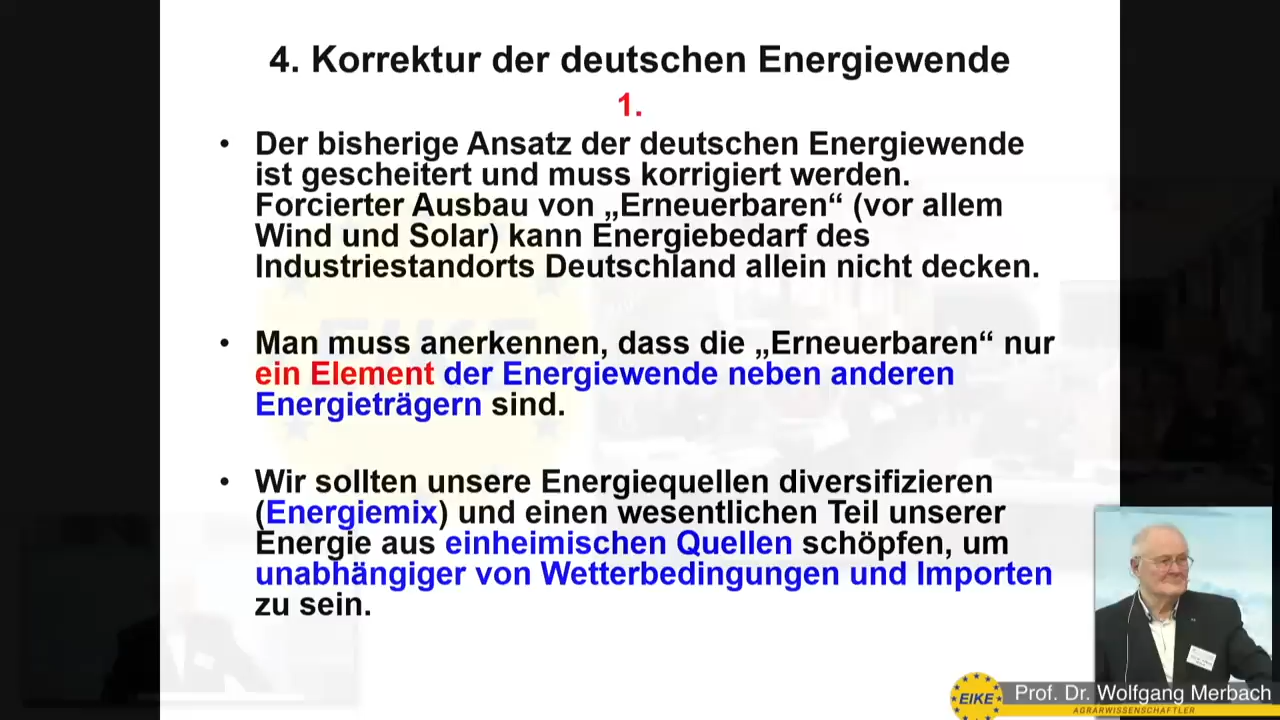 4. Korrektur der deutschen Energiewende
1.
• Der bisherige Ansatz der deutschen Energiewende
ist gescheitert und muss korrigiert werden.
Forcierter Ausbau von „Erneuerbaren“ (vor allem
Wind und Solar) kann Energiebedarf des
Industriestandorts Deutschland allein nicht decken.
• Man muss anerkennen, dass die „Erneuerbaren“ nur
ein Element der Energiewende neben anderen
Energieträgern sind.
• Wir sollten unsere Energiequellen diversifizieren
(Energiemix) und einen wesentlichen Teil unserer
Energie aus einheimischen Quellen schöpfen, um
unabhängiger von Wetterbedingungen und Importen
zu sein.
EIKE
EIKE
Prof. Dr. Wolfgang Merbach
AGRARWISSENSCHAFTLER